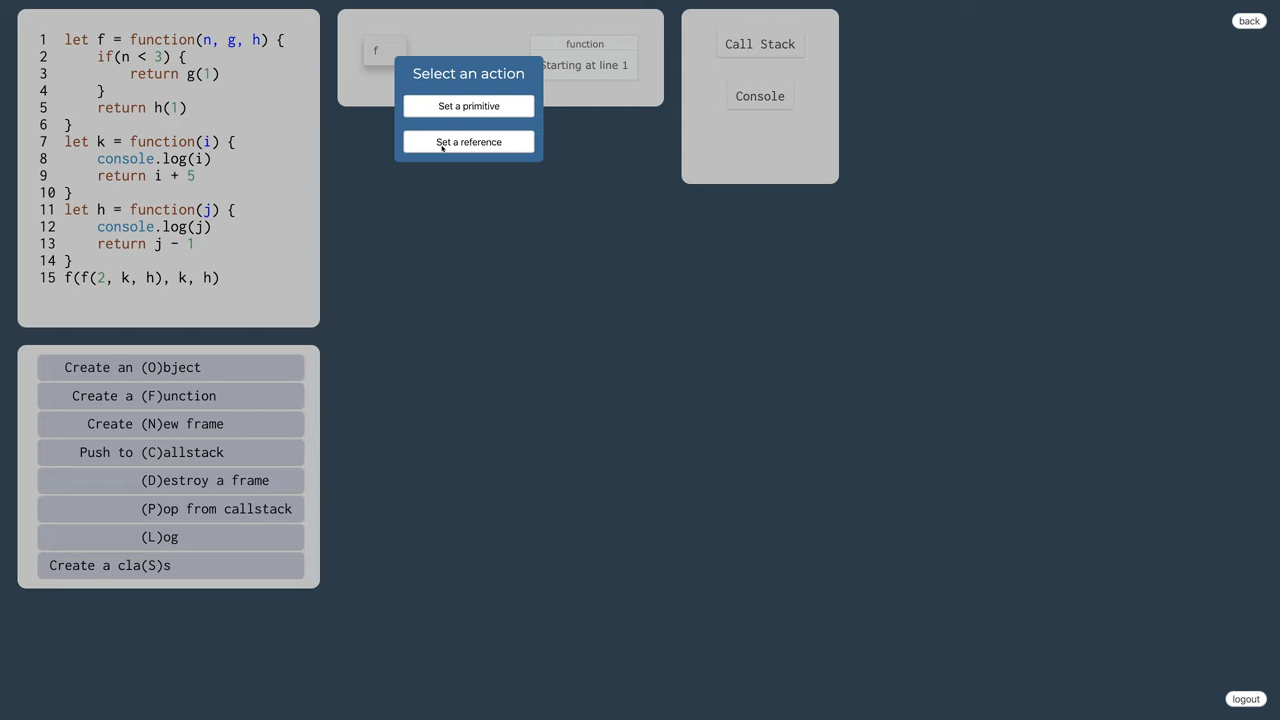 1 let f = function(n, g, h) {
2 if(n < 3) {
3 return g(1)
4 }
5 return h(1)
6 }
7 let k = function(i) {
8 console.log(i)
9 return i + 5
10 }
11 let h = function(j) {
12 console.log(j)
13 return j - 1
14 }
15 f(f(2, k, h), k, h)
Create an (O)bject
Create a (F)unction
Create (N)ew frame
Push to (C)allstack
(D)estroy a frame
(P)op from callstack
(L)og
Create a cla(S)s
f
function
Starting at line 1
Select an action
Set a primitive
Set a reference
Call Stack
Console
back
logout